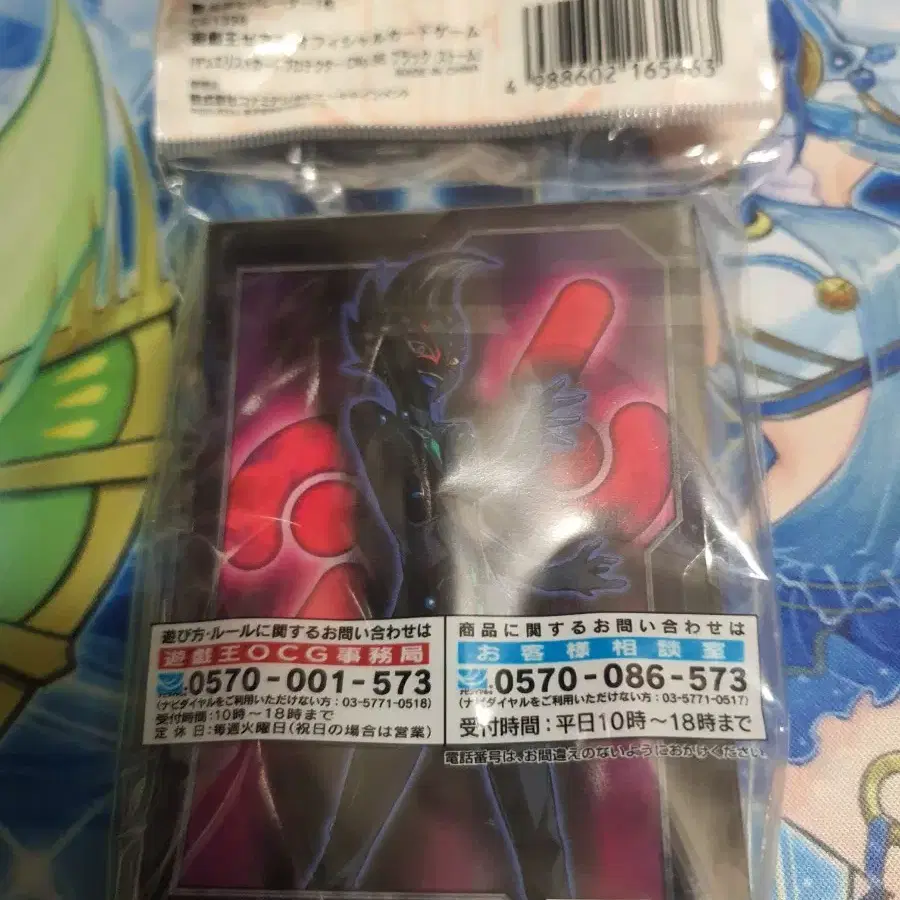 遊戯王ゼアル オフィシャルカードゲーム
4 988602 165463
MADE IN CHINA
遊び方・ルールに関するお問い合わせは
遊戯王OCG事務局
0570-001-573
(ナビダイヤルをご利用いただけない方：03-5771-0518)
受付時間：10時〜18時まで
定休日：毎週火曜日(祝日の場合は営業)
商品に関するお問い合わせは
お客様相談室
0570-086-573
(ナビダイヤルをご利用いただけない方：03-5771-0517)
受付時間：平日10時〜18時まで
電話番号は、お間違えのないようにおかけください。